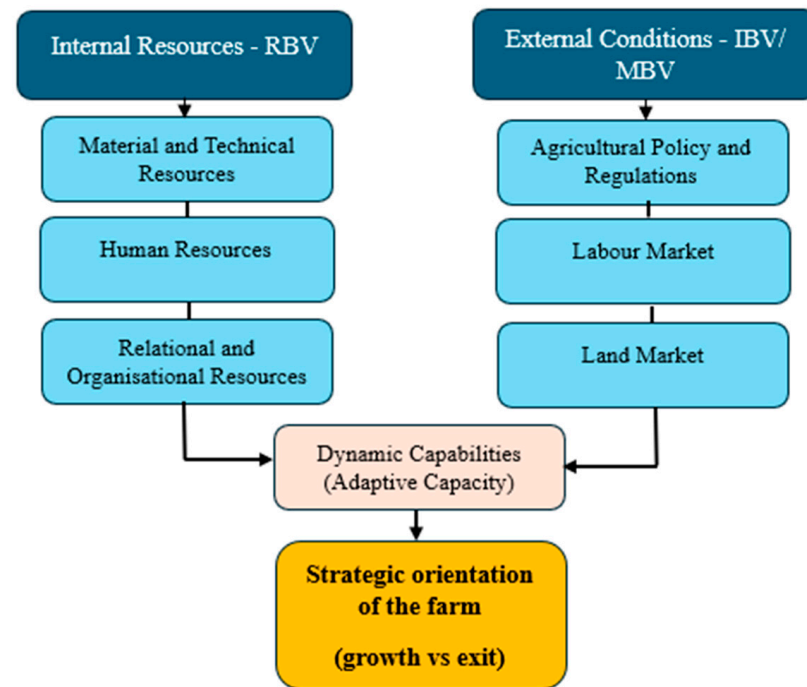 Internal Resources - RBV
Material and Technical
Resources
Human Resources
Relational and
Organisational Resources
External Conditions - IBV/
MBV
Agricultural Policy and
Regulations
Labour Market
Land Market
Dynamic Capabilities
(Adaptive Capacity)
Strategic orientation
of the farm
(growth vs exit)